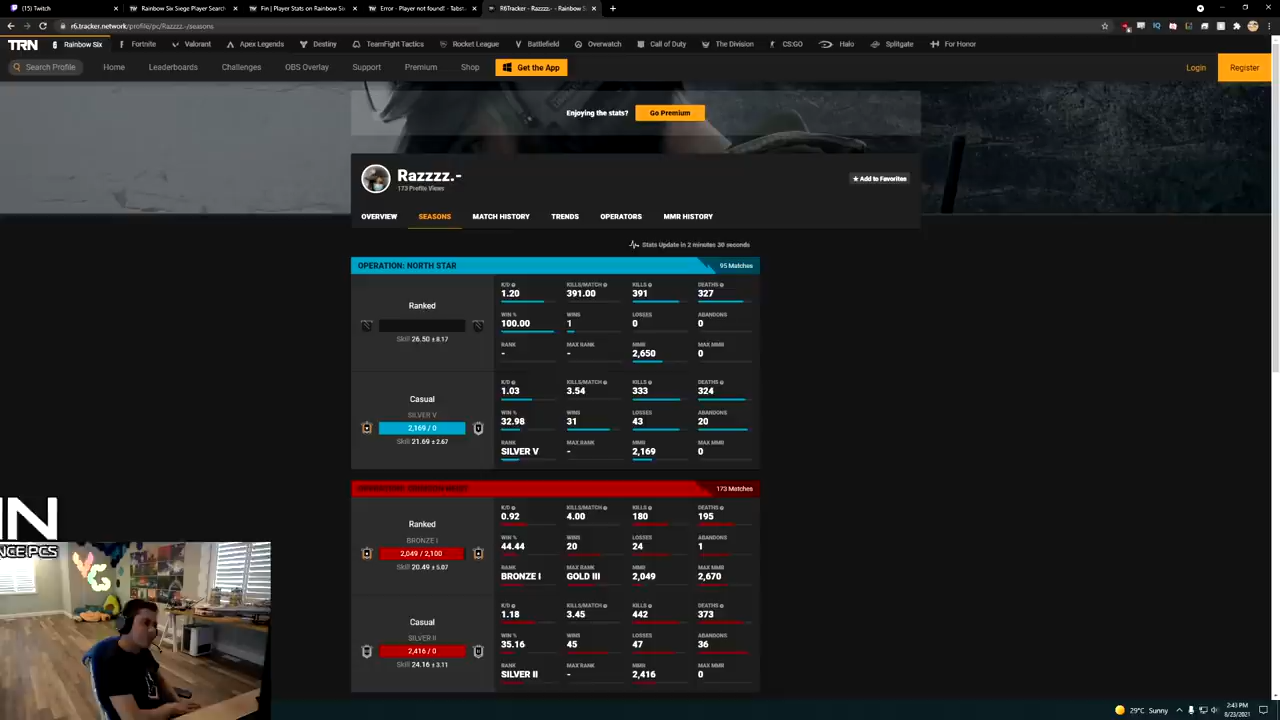 (15) Twitch
Rainbow Six Siege Player Search
Fin | Player Stats on Rainbow Six
Error - Player not found! - Tabst
R6Tracker - Razzzz.- - Rainbow S
r6.tracker.network/profile/pc/Razzzz.-/seasons
TRN Rainbow Six Fortnite Valorant Apex Legends Destiny TeamFight Tactics Rocket League Battlefield Overwatch Call of Duty The Division CS:GO Halo Splitgate For Honor
Search Profile Home Leaderboards Challenges OBS Overlay Support Premium Shop Get the App Login Register
Enjoying the stats? Go Premium
Razzzz.-
173 Profile Views
★ Add to Favorites
OVERVIEW SEASONS MATCH HISTORY TRENDS OPERATORS MMR HISTORY
Stats Update in 2 minutes 30 seconds
OPERATION: NORTH STAR 95 Matches
Ranked
Skill 26.50 ± 8.17
K/D KILLS/MATCH KILLS DEATHS
1.20 391.00 391 327
WIN % WINS LOSSES ABANDONS
100.00 1 0 0
RANK MAX RANK MMR MAX MMR
- - 2,650 0
Casual
SILVER V
2,169 / 0
Skill 21.69 ± 2.67
K/D KILLS/MATCH KILLS DEATHS
1.03 3.54 333 324
WIN % WINS LOSSES ABANDONS
32.98 31 43 20
RANK MAX RANK MMR MAX MMR
SILVER V - 2,169 0
173 Matches
Ranked
BRONZE I
2,049 / 2,100
Skill 20.49 ± 5.07
K/D KILLS/MATCH KILLS DEATHS
0.92 4.00 180 195
WIN % WINS LOSSES ABANDONS
44.44 20 24 1
RANK MAX RANK MMR MAX MMR
BRONZE I GOLD III 2,049 2,670
Casual
SILVER II
2,416 / 0
Skill 24.16 ± 3.11
K/D KILLS/MATCH KILLS DEATHS
1.18 3.45 442 373
WIN % WINS LOSSES ABANDONS
35.16 45 47 36
RANK MAX RANK MMR MAX MMR
SILVER II - 2,416 0
IN
NCE PCS
VG
29°C Sunny
2:43 PM
8/23/2021